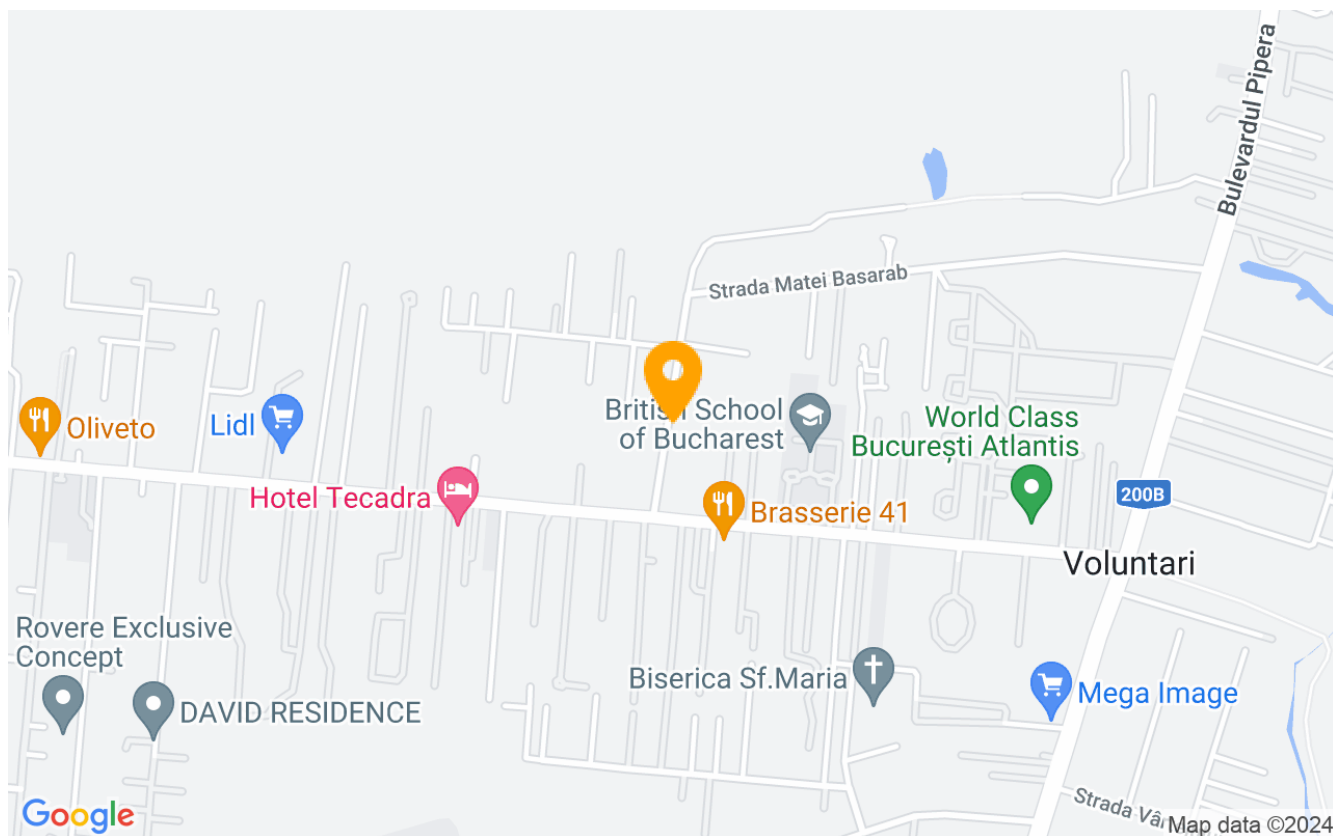 Bulevardul Pipera
Strada Matei Basarab
Oliveto
Lidl
British School
of Bucharest
World Class
București Atlantis
Hotel Tecadra
Brasserie 41
200B
Voluntari
Rovere Exclusive
Concept
DAVID RESIDENCE
Biserica Sf.Maria
Mega Image
Google
Map data ©2024